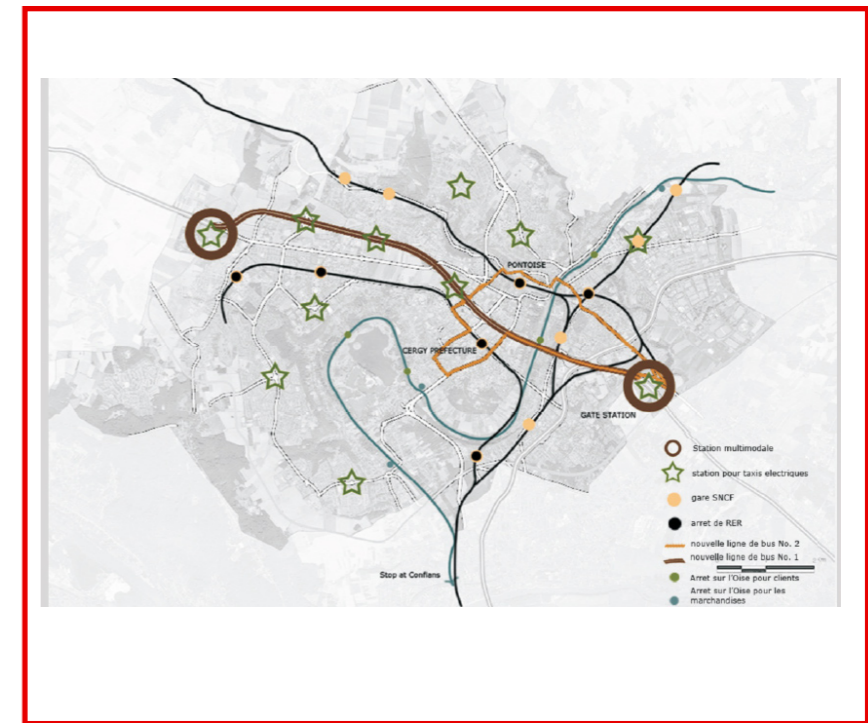 PONTOISE
CERGY PREFECTURE
GATE STATION
Station multimodale
station pour taxis electriques
gare SNCF
arret de RER
nouvelle ligne de bus No. 2
nouvelle ligne de bus No. 1
Arret sur l'Oise pour clients
Arret sur l'Oise pour les
marchandises
Stop at Conflans